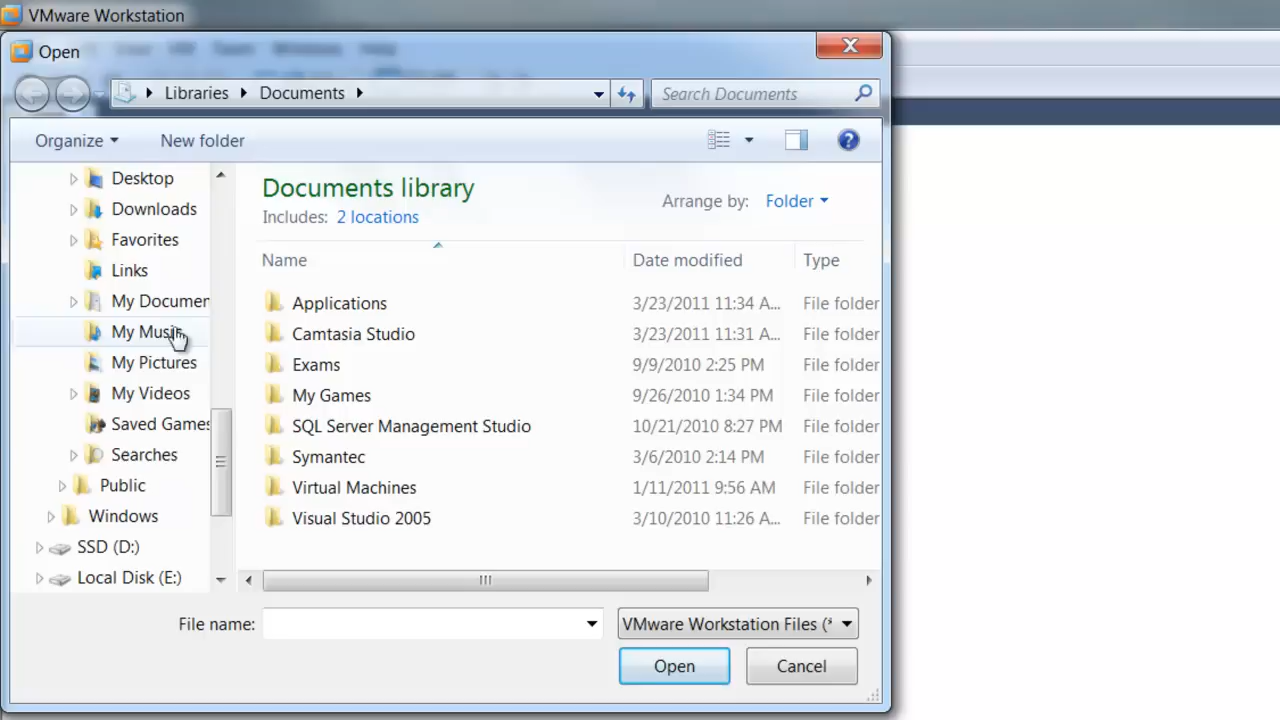 VMware Workstation
Open
Libraries Documents
Search Documents
Organize New folder
Desktop
Downloads
Favorites
Links
My Documen
My Music
My Pictures
My Videos
Saved Games
Searches
Public
Windows
SSD (D:)
Local Disk (E:)
Documents library
Includes: 2 locations
Arrange by: Folder
Name Date modified Type
Applications 3/23/2011 11:34 A... File folder
Camtasia Studio 3/23/2011 11:31 A... File folder
Exams 9/9/2010 2:25 PM File folder
My Games 9/26/2010 1:34 PM File folder
SQL Server Management Studio 10/21/2010 8:27 PM File folder
Symantec 3/6/2010 2:14 PM File folder
Virtual Machines 1/11/2011 9:56 AM File folder
Visual Studio 2005 3/10/2010 11:26 A... File folder
File name: VMware Workstation Files (*
Open Cancel